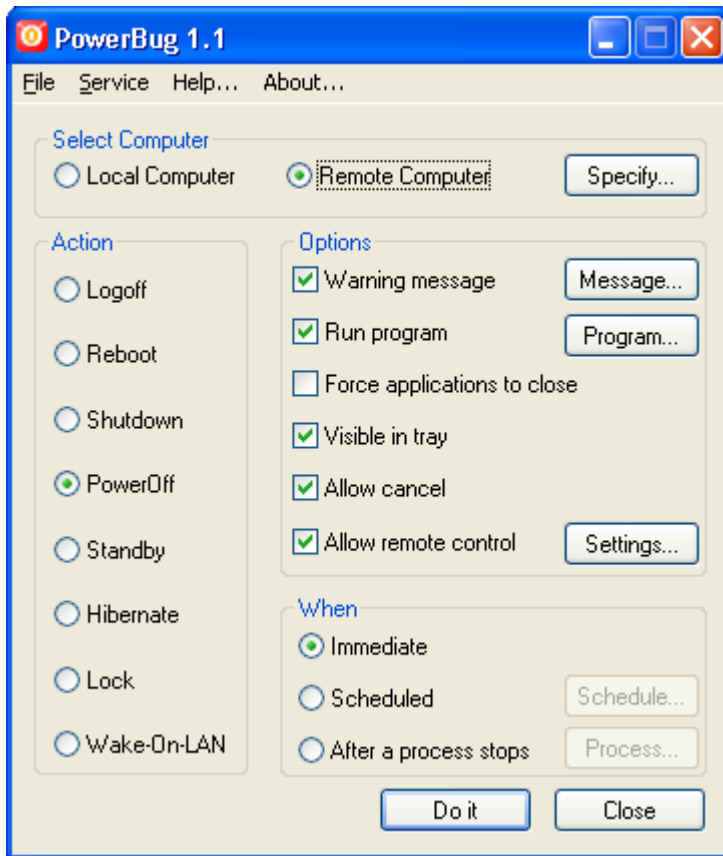 PowerBug 1.1
File Service Help... About...
Select Computer
Local Computer Remote Computer Specify...
Action
Logoff
Reboot
Shutdown
PowerOff
Standby
Hibernate
Lock
Wake-On-LAN
Options
Warning message Message...
Run program Program...
Force applications to close
Visible in tray
Allow cancel
Allow remote control Settings...
When
Immediate
Scheduled Schedule...
After a process stops Process...
Do it Close